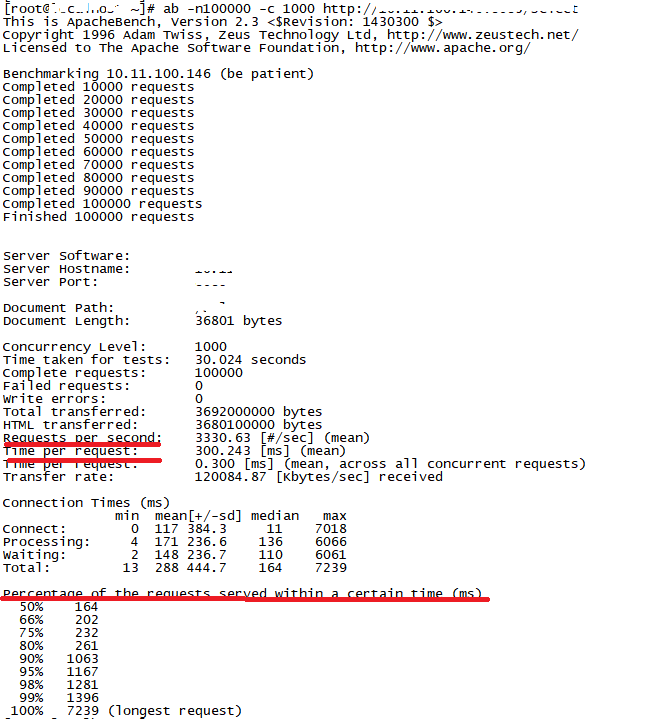 [root@localhost ~]# ab -n100000 -c 1000 http://
This is ApacheBench, Version 2.3 <$Revision: 1430300 $>
Copyright 1996 Adam Twiss, Zeus Technology Ltd, http://www.zeustech.net/
Licensed to The Apache Software Foundation, http://www.apache.org/
Benchmarking 10.11.100.146 (be patient)
Completed 10000 requests
Completed 20000 requests
Completed 30000 requests
Completed 40000 requests
Completed 50000 requests
Completed 60000 requests
Completed 70000 requests
Completed 80000 requests
Completed 90000 requests
Completed 100000 requests
Finished 100000 requests
Server Software:
Server Hostname:
Server Port:
Document Path:
Document Length: 36801 bytes
Concurrency Level: 1000
Time taken for tests: 30.024 seconds
Complete requests: 100000
Failed requests: 0
Write errors: 0
Total transferred: 3692000000 bytes
HTML transferred: 3680100000 bytes
Requests per second: 3330.63 [#/sec] (mean)
Time per request: 300.243 [ms] (mean)
Time per request: 0.300 [ms] (mean, across all concurrent requests)
Transfer rate: 120084.87 [Kbytes/sec] received
Connection Times (ms)
min mean[+/-sd] median max
Connect: 0 117 384.3 11 7018
Processing: 4 171 236.6 136 6066
Waiting: 2 148 236.7 110 6061
Total: 13 288 444.7 164 7239
Percentage of the requests served within a certain time (ms)
50% 164
66% 202
75% 232
80% 261
90% 1063
95% 1167
98% 1281
99% 1396
100% 7239 (longest request)